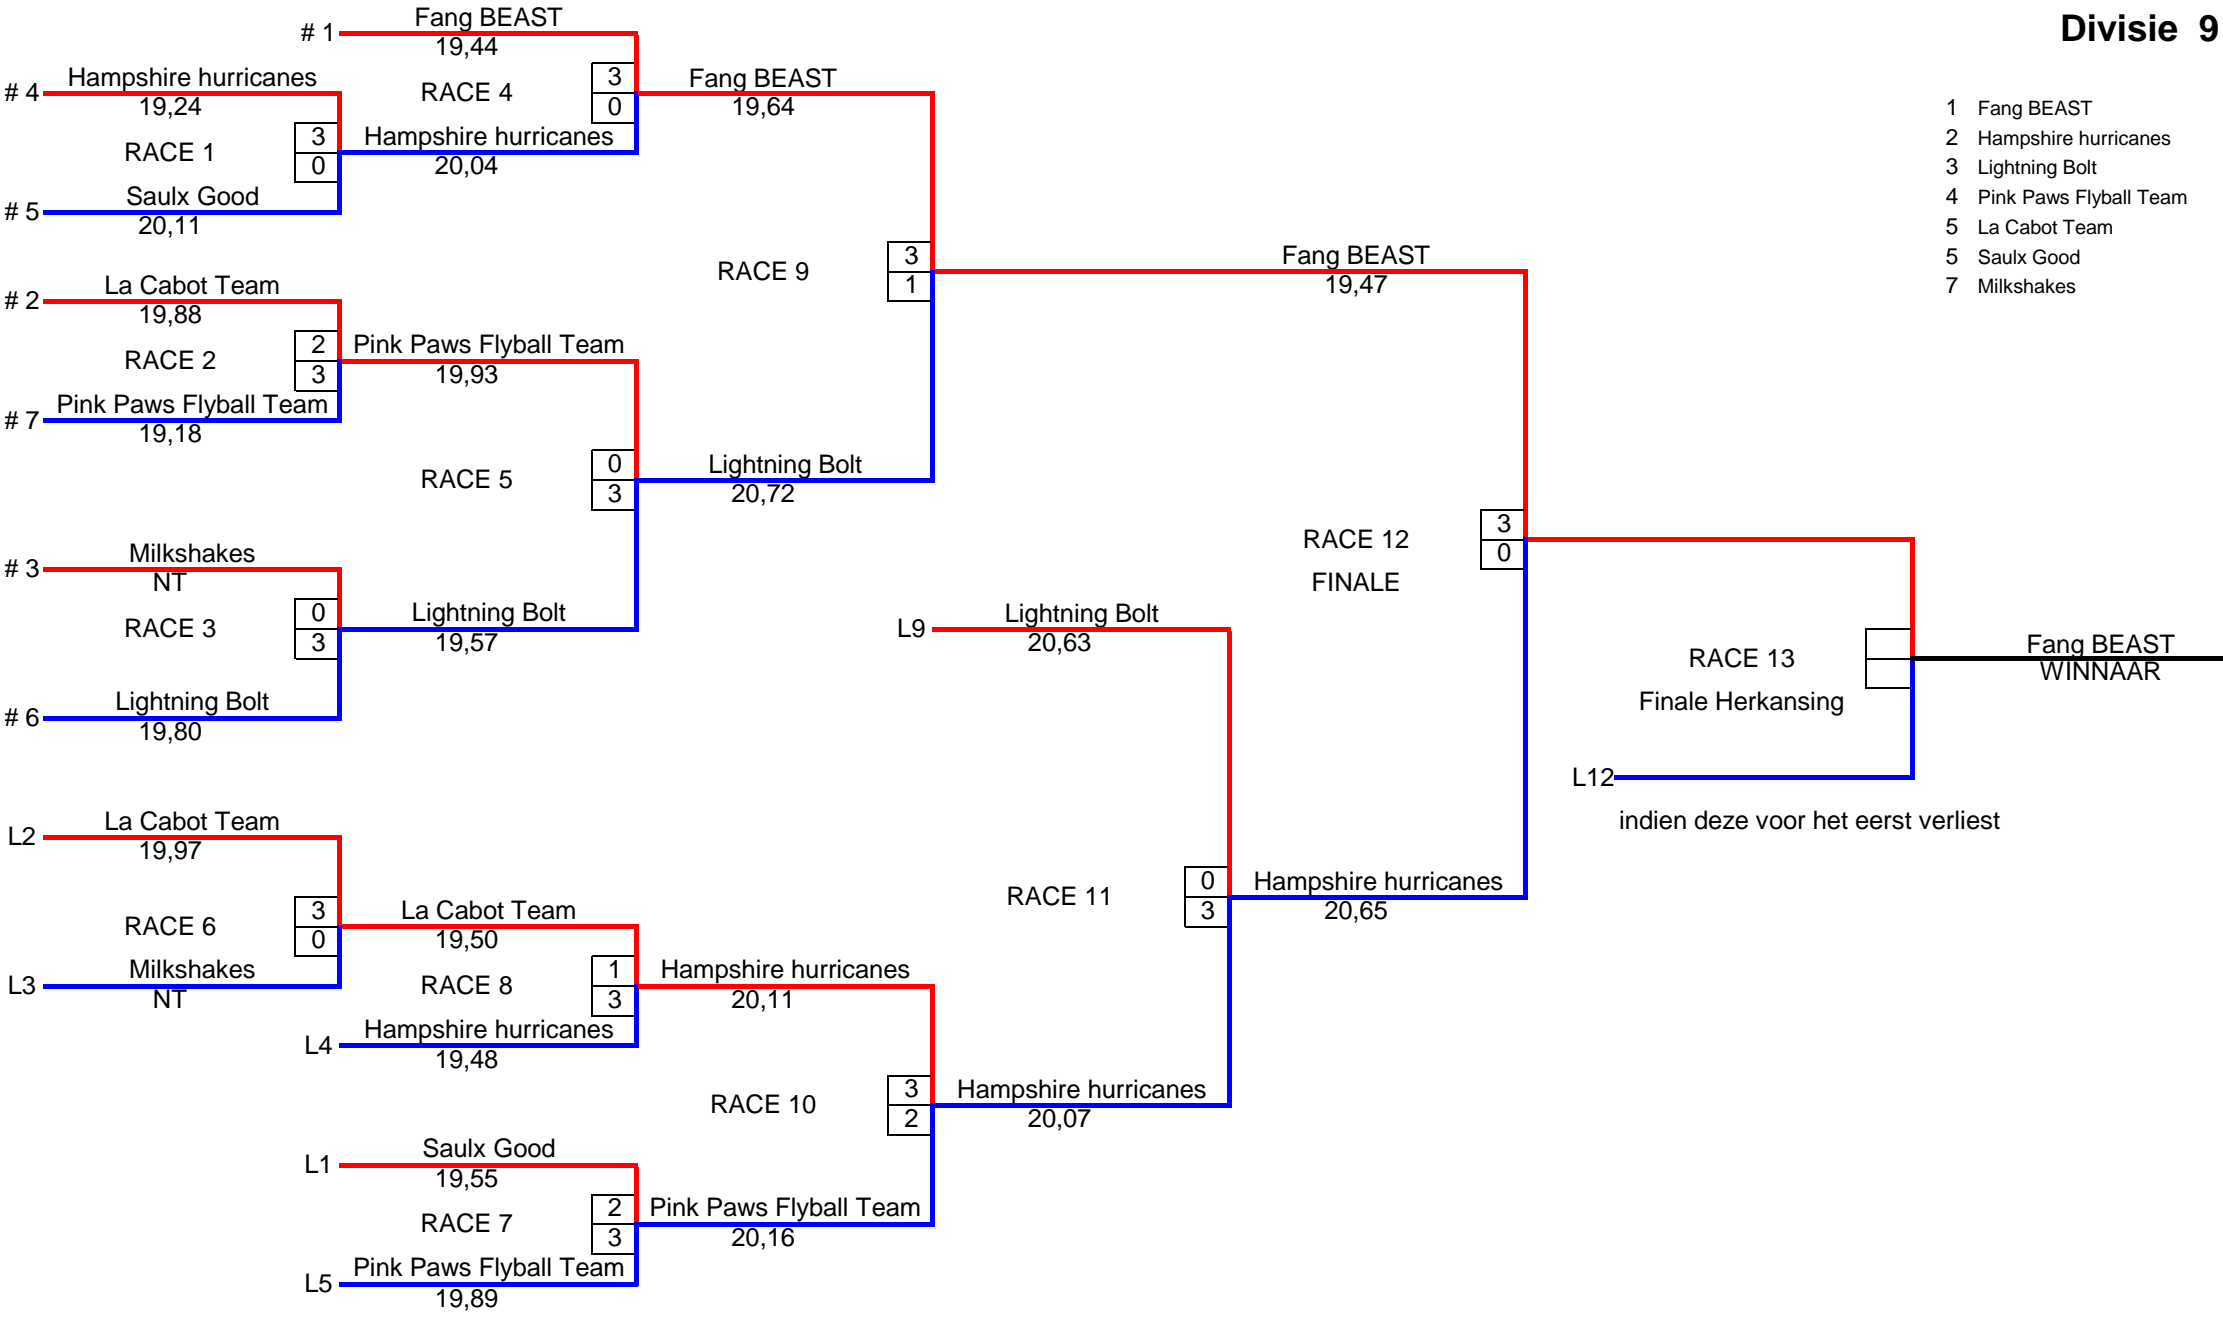 Divisie 9
1 Fang BEAST
2 Hampshire hurricanes
3 Lightning Bolt
4 Pink Paws Flyball Team
5 La Cabot Team
5 Saulx Good
7 Milkshakes
# 1 Fang BEAST
19,44
RACE 4
3
0
Hampshire hurricanes
20,04
# 4 Hampshire hurricanes
19,24
RACE 1
3
0
# 5 Saulx Good
20,11
# 2 La Cabot Team
19,88
RACE 2
2
3
# 7 Pink Paws Flyball Team
19,18
Pink Paws Flyball Team
19,93
RACE 5
0
3
Lightning Bolt
19,57
# 3 Milkshakes
NT
RACE 3
0
3
# 6 Lightning Bolt
19,80
Fang BEAST
19,64
RACE 9
3
1
Lightning Bolt
20,72
Fang BEAST
19,47
RACE 12
FINALE
3
0
Hampshire hurricanes
20,65
L9 Lightning Bolt
20,63
RACE 11
0
3
Hampshire hurricanes
20,07
L2 La Cabot Team
19,97
RACE 6
3
0
L3 Milkshakes
NT
La Cabot Team
19,50
RACE 8
1
3
L4 Hampshire hurricanes
19,48
Hampshire hurricanes
20,11
RACE 10
3
2
Pink Paws Flyball Team
20,16
L1 Saulx Good
19,55
RACE 7
2
3
L5 Pink Paws Flyball Team
19,89
RACE 13
Finale Herkansing
L12
indien deze voor het eerst verliest
Fang BEAST
WINNAAR